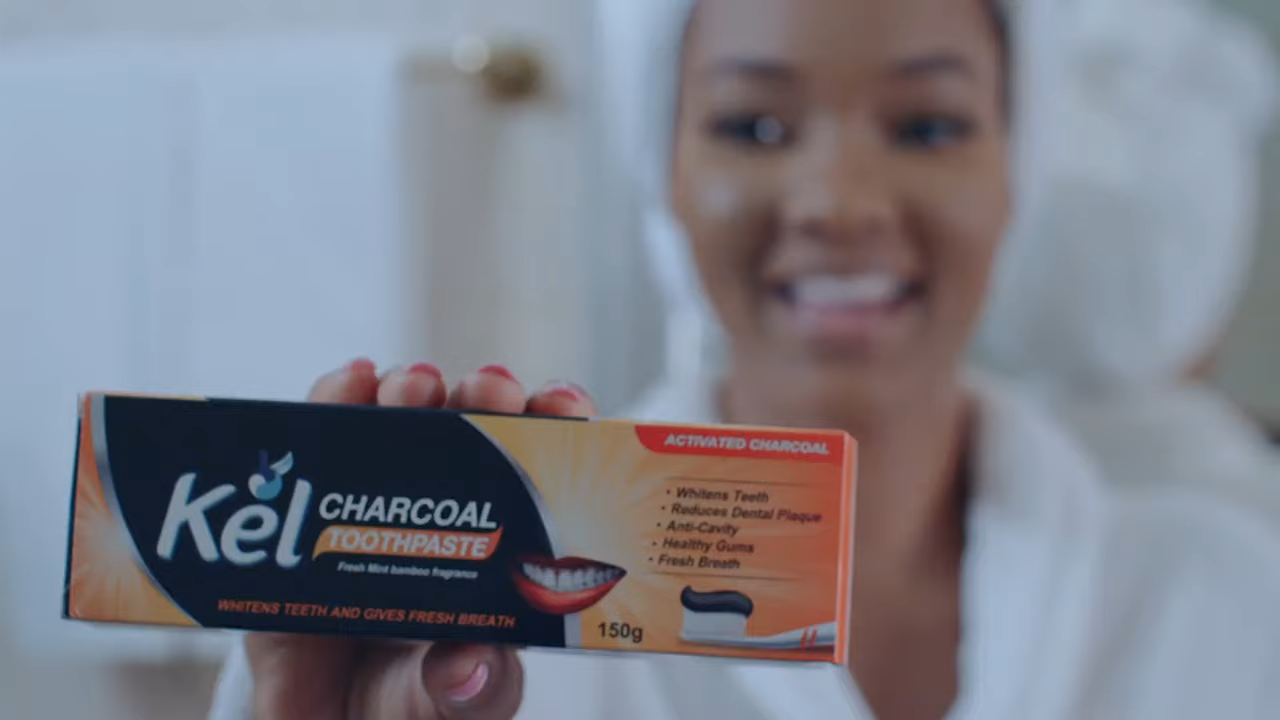 Kel
CHARCOAL
TOOTHPASTE
Fresh Mint bamboo fragrance
WHITENS TEETH AND GIVES FRESH BREATH
150g
ACTIVATED CHARCOAL
• Whitens Teeth
• Reduces Dental Plaque
• Anti-Cavity
• Healthy Gums
• Fresh Breath